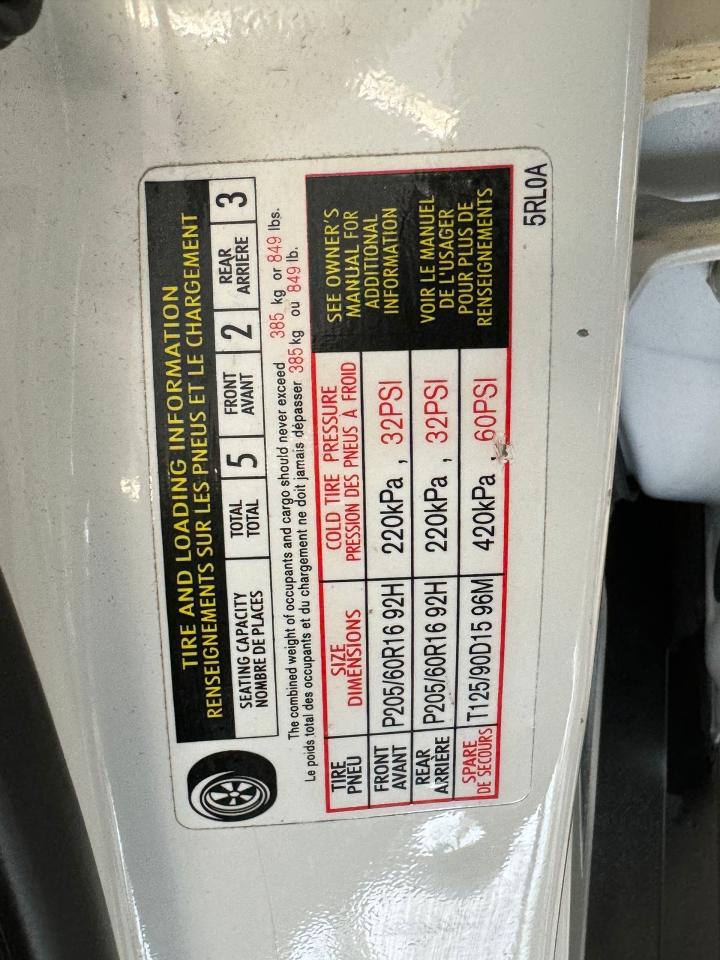 TIRE AND LOADING INFORMATION
RENSEIGNEMENTS SUR LES PNEUS ET LE CHARGEMENT
SEATING CAPACITY
NOMBRE DE PLACES
TOTAL
TOTAL
5
FRONT
AVANT
2
REAR
ARRIÈRE
3
The combined weight of occupants and cargo should never exceed 385 kg or 849 lbs.
Le poids total des occupants et du chargement ne doit jamais dépasser 385 kg ou 849 lb.
TIRE
PNEU
SIZE
DIMENSIONS
COLD TIRE PRESSURE
PRESSION DES PNEUS À FROID
FRONT
AVANT
P205/60R16 92H
220kPa , 32PSI
REAR
ARRIÈRE
P205/60R16 92H
220kPa , 32PSI
SPARE
DE SECOURS
T125/90D15 96M
420kPa , 60PSI
SEE OWNER'S
MANUAL FOR
ADDITIONAL
INFORMATION
VOIR LE MANUEL
DE L'USAGER
POUR PLUS DE
RENSEIGNEMENTS
5RL0A